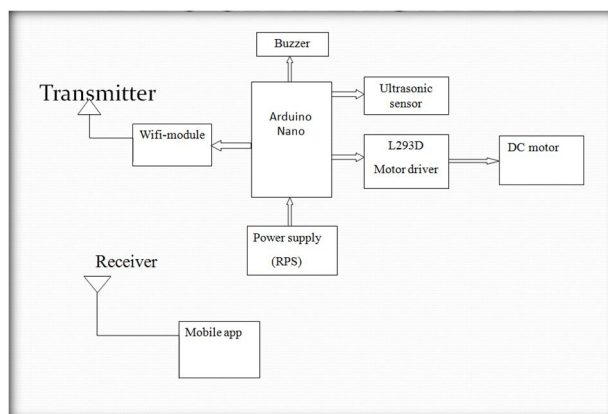 Buzzer
Transmitter
Arduino
Nano
Ultrasonic
sensor
Wifi-module
L293D
Motor driver
DC motor
Power supply
(RPS)
Receiver
Mobile app